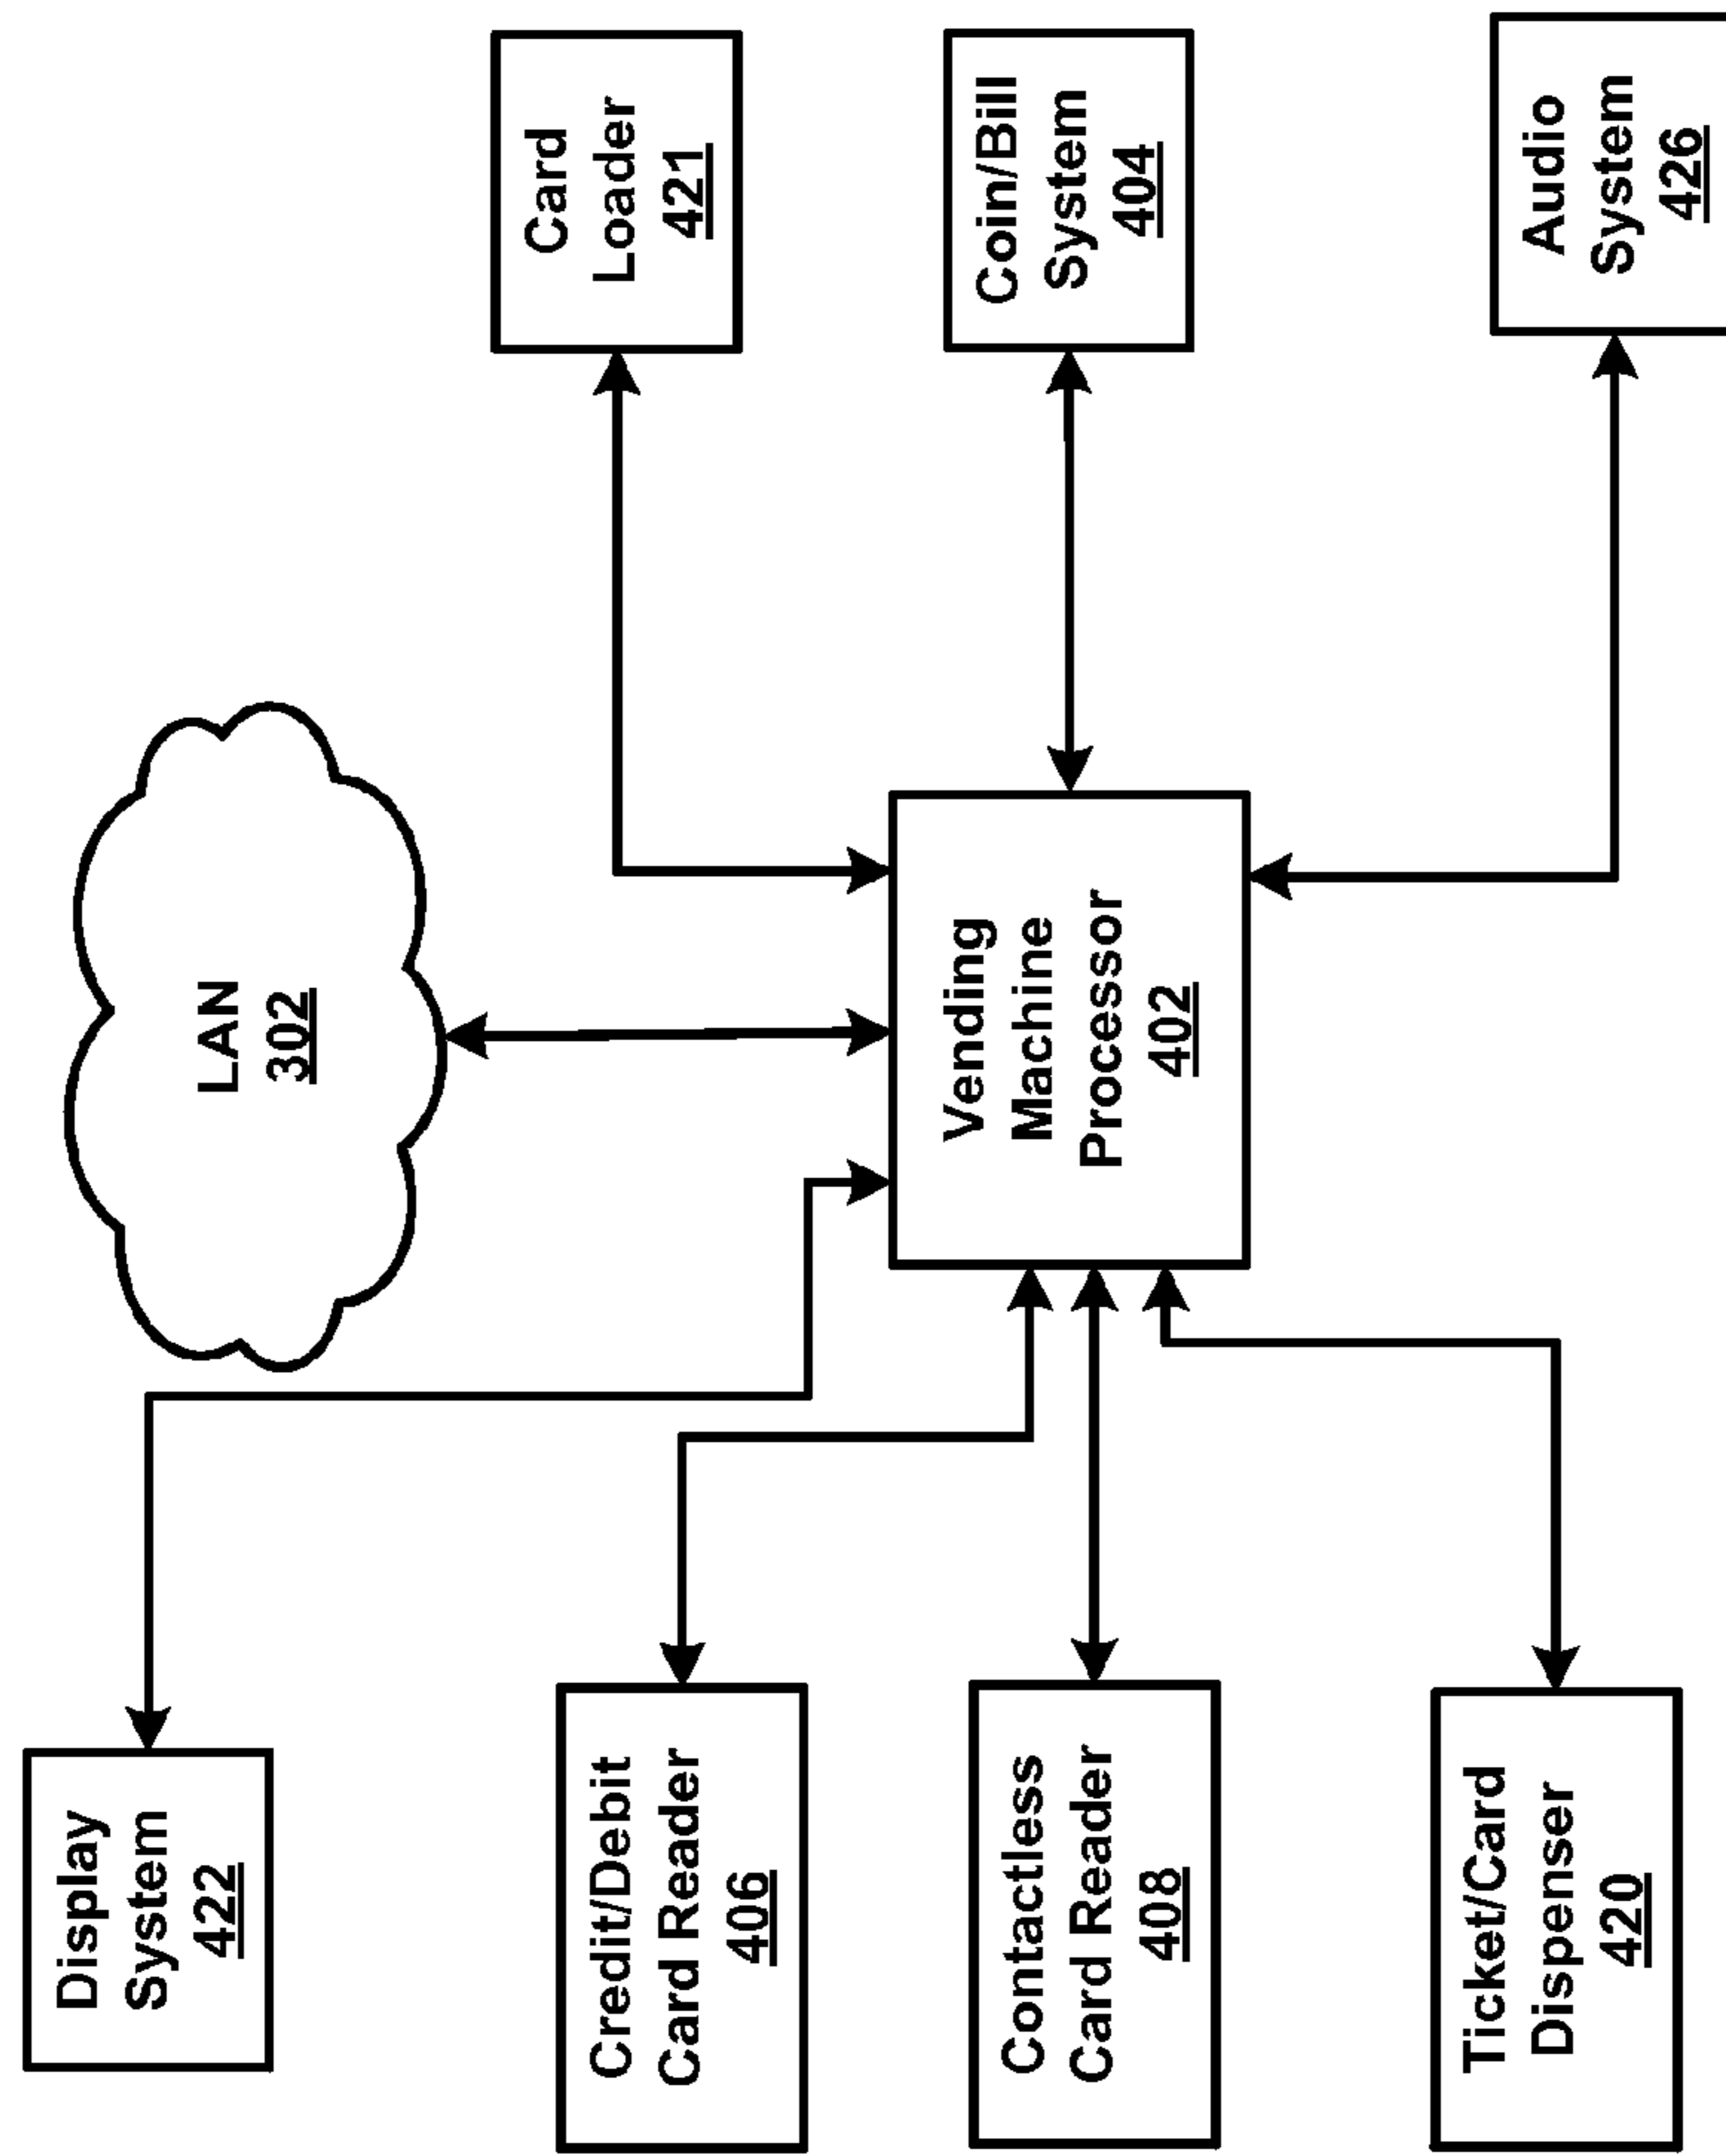 Display
System
422
LAN
302
Card
Loader
421
Credit/Debit
Card Reader
406
Vending
Machine
Processor
402
Coin/Bill
System
404
Contactless
Card Reader
408
Ticket/Card
Dispenser
420
Audio
System
426